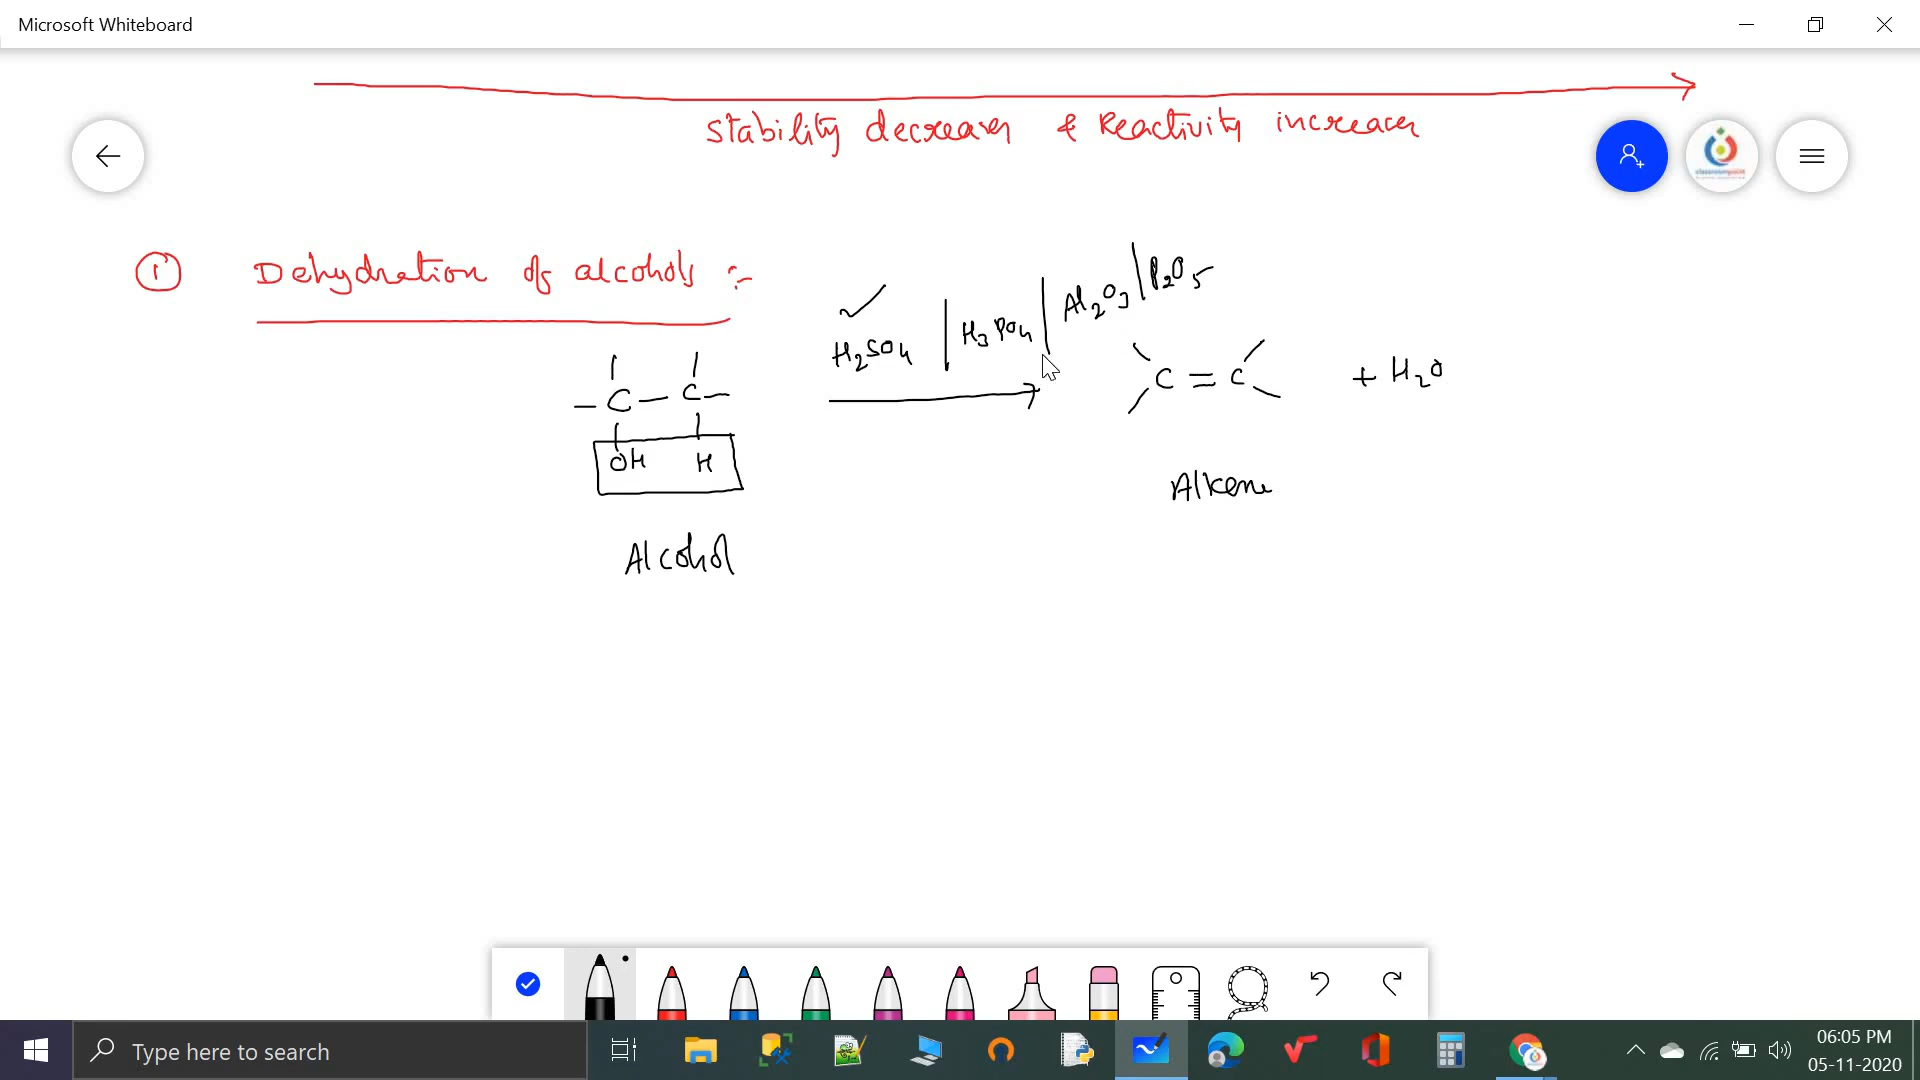 Microsoft Whiteboard
Stability decreases & Reactivity increases
classroompoint
① Dehydration of alcohols :-
H2SO4 | H3PO4 | Al2O3 | P2O5
– C – C –
OH H
C = C + H2O
Alkene
Alcohol
Type here to search
06:05 PM
05-11-2020